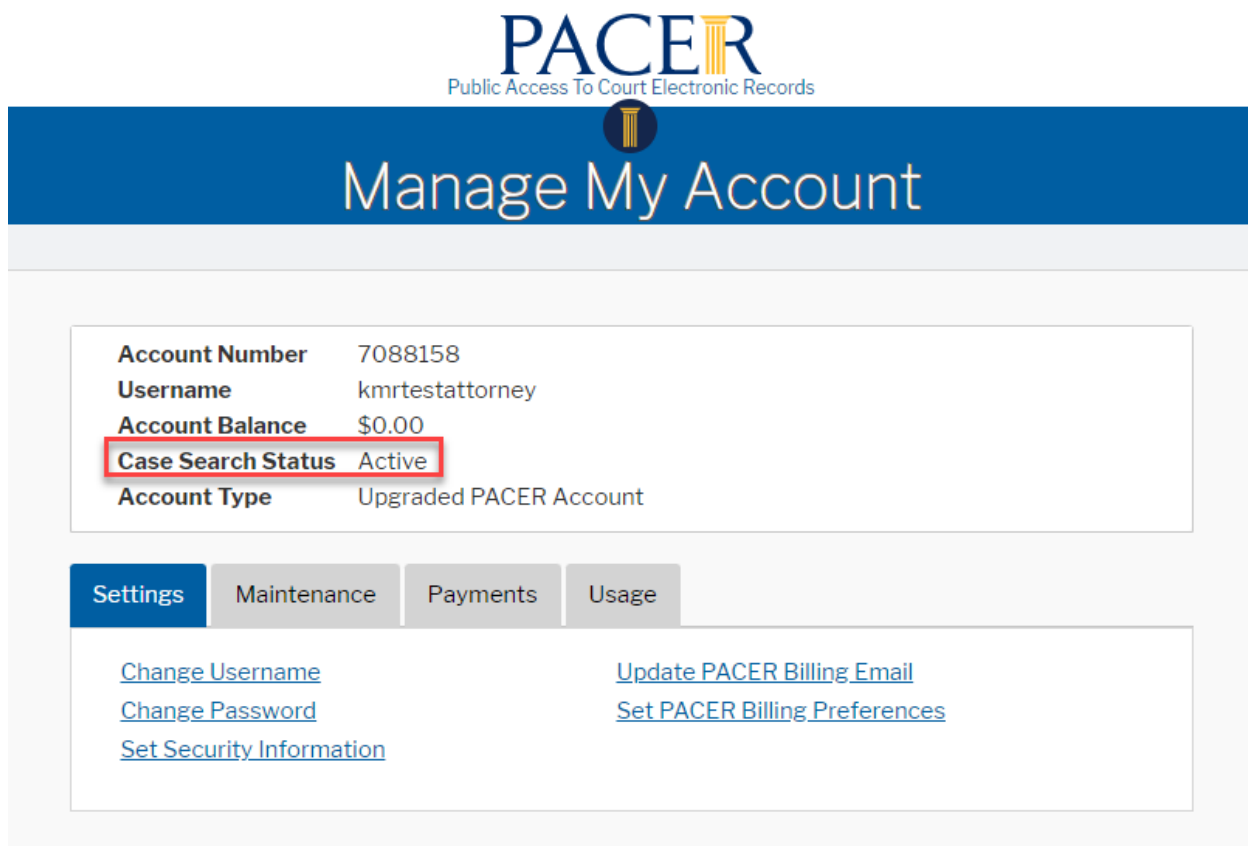 PACER
Public Access To Court Electronic Records
Manage My Account
Account Number 7088158
Username kmrtestattorney
Account Balance $0.00
Case Search Status Active
Account Type Upgraded PACER Account
Settings Maintenance Payments Usage
Change Username Update PACER Billing Email
Change Password Set PACER Billing Preferences
Set Security Information